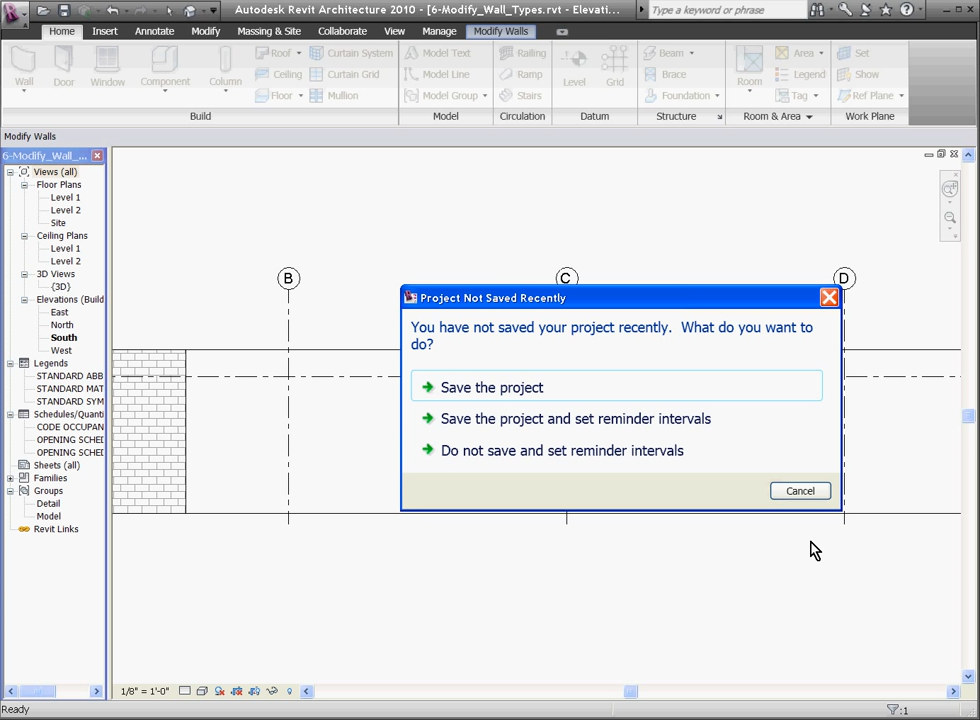 Autodesk Revit Architecture 2010 - [6-Modify_Wall_Types.rvt - Elevati...
Type a keyword or phrase
Home Insert Annotate Modify Massing & Site Collaborate View Manage Modify Walls
Wall Door Window Component Column Roof Curtain System Model Text Railing Level Grid Beam Room Area Set
Ceiling Curtain Grid Model Line Ramp Brace Legend Show
Floor Mullion Model Group Stairs Foundation Tag Ref Plane
Build Model Circulation Datum Structure Room & Area Work Plane
Modify Walls
6-Modify_Wall_...
Views (all)
Floor Plans
Level 1
Level 2
Site
Ceiling Plans
Level 1
Level 2
3D Views
{3D}
Elevations (Build
East
North
South
West
Legends
STANDARD ABB
STANDARD MAT
STANDARD SYM
Schedules/Quanti
CODE OCCUPAN
OPENING SCHED
OPENING SCHED
Sheets (all)
Families
Groups
Detail
Model
Revit Links
B C D
Project Not Saved Recently
You have not saved your project recently. What do you want to
do?
Save the project
Save the project and set reminder intervals
Do not save and set reminder intervals
Cancel
1/8" = 1'-0"
Ready
:1